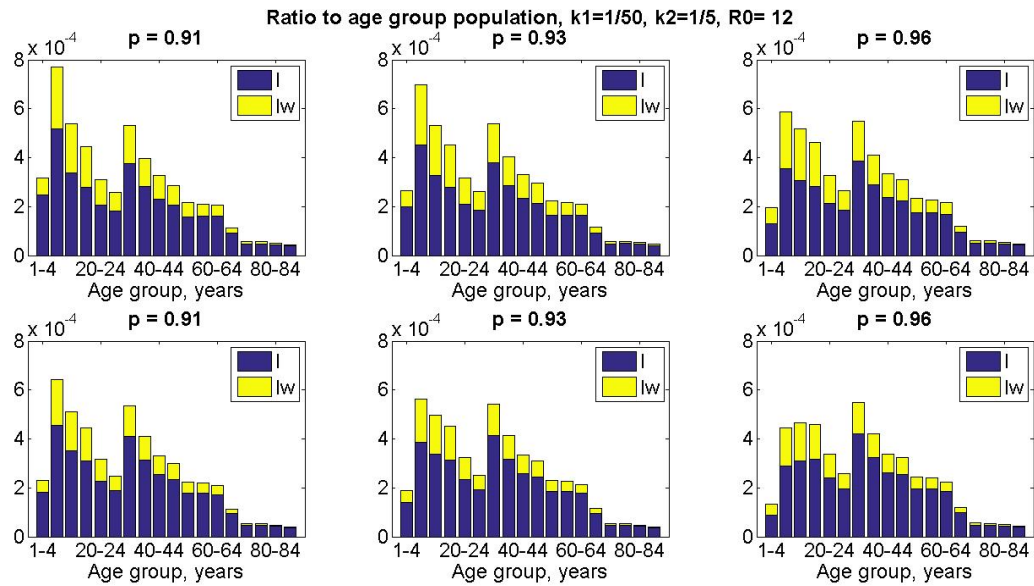 Ratio to age group population, k1=1/50, k2=1/5, R0= 12
p = 0.91
x 10^-4
8
6
4
2
0
I
Iw
1-4 20-24 40-44 60-64 80-84
Age group, years
p = 0.93
x 10^-4
8
6
4
2
0
I
Iw
1-4 20-24 40-44 60-64 80-84
Age group, years
p = 0.96
x 10^-4
8
6
4
2
0
I
Iw
1-4 20-24 40-44 60-64 80-84
Age group, years
p = 0.91
x 10^-4
8
6
4
2
0
I
Iw
1-4 20-24 40-44 60-64 80-84
Age group, years
p = 0.93
x 10^-4
8
6
4
2
0
I
Iw
1-4 20-24 40-44 60-64 80-84
Age group, years
p = 0.96
x 10^-4
8
6
4
2
0
I
Iw
1-4 20-24 40-44 60-64 80-84
Age group, years